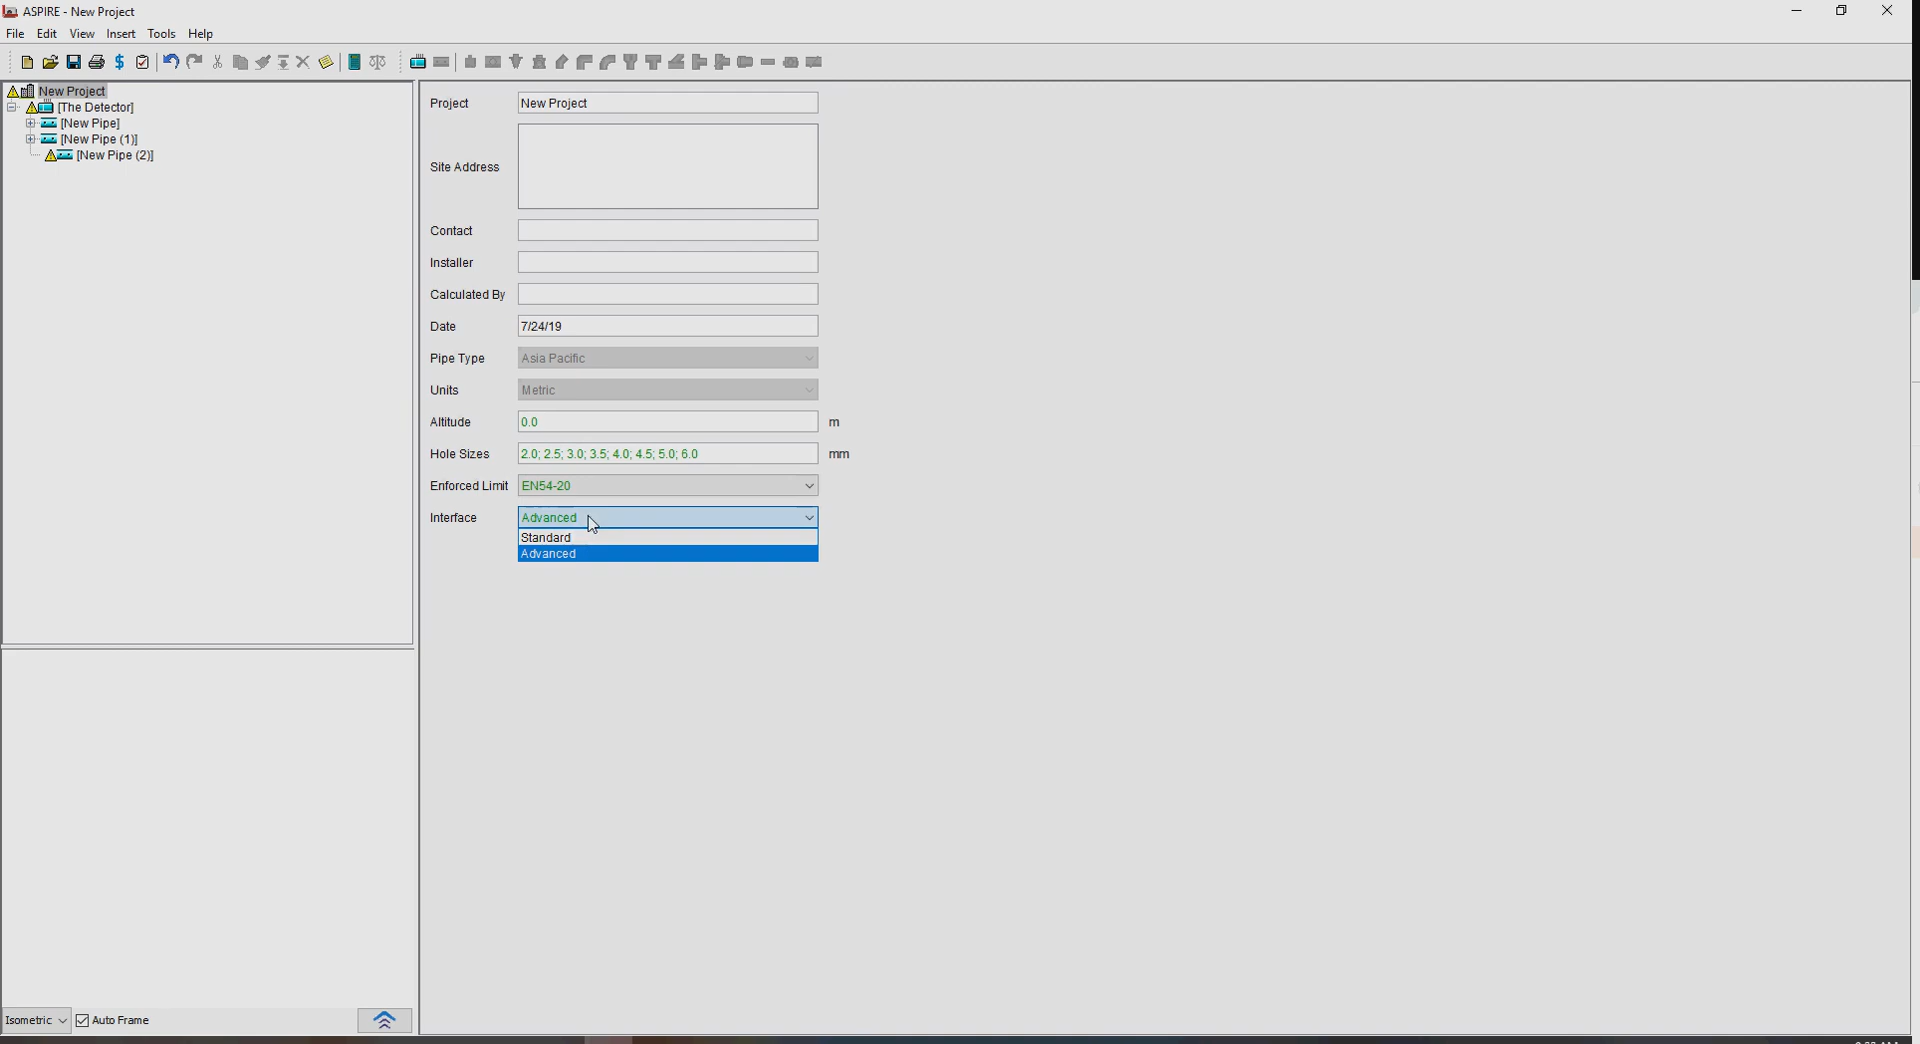 ASPIRE - New Project
File Edit View Insert Tools Help
New Project
[The Detector]
[New Pipe]
[New Pipe (1)]
[New Pipe (2)]
Project New Project
Site Address
Contact
Installer
Calculated By
Date 7/24/19
Pipe Type Asia Pacific
Units Metric
Altitude 0.0 m
Hole Sizes 2.0; 2.5; 3.0; 3.5; 4.0; 4.5; 5.0; 6.0 mm
Enforced Limit EN54-20
Interface Advanced
Standard
Advanced
Isometric Auto Frame